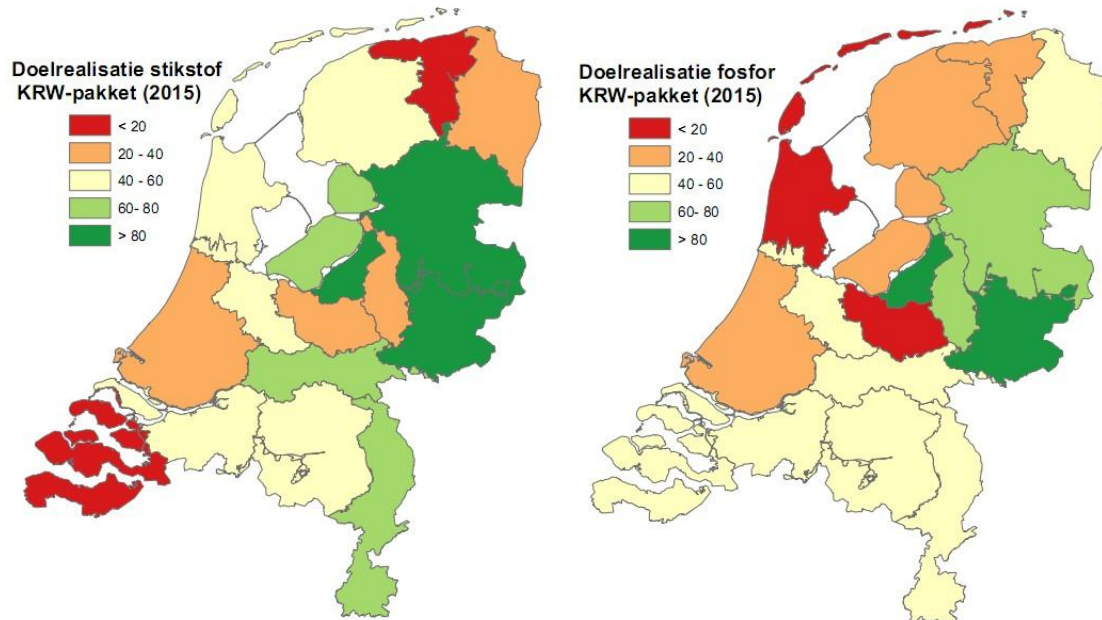 Doelrealisatie stikstof
KRW-pakket (2015)
< 20
20 - 40
40 - 60
60- 80
> 80
Doelrealisatie fosfor
KRW-pakket (2015)
< 20
20 - 40
40 - 60
60- 80
> 80